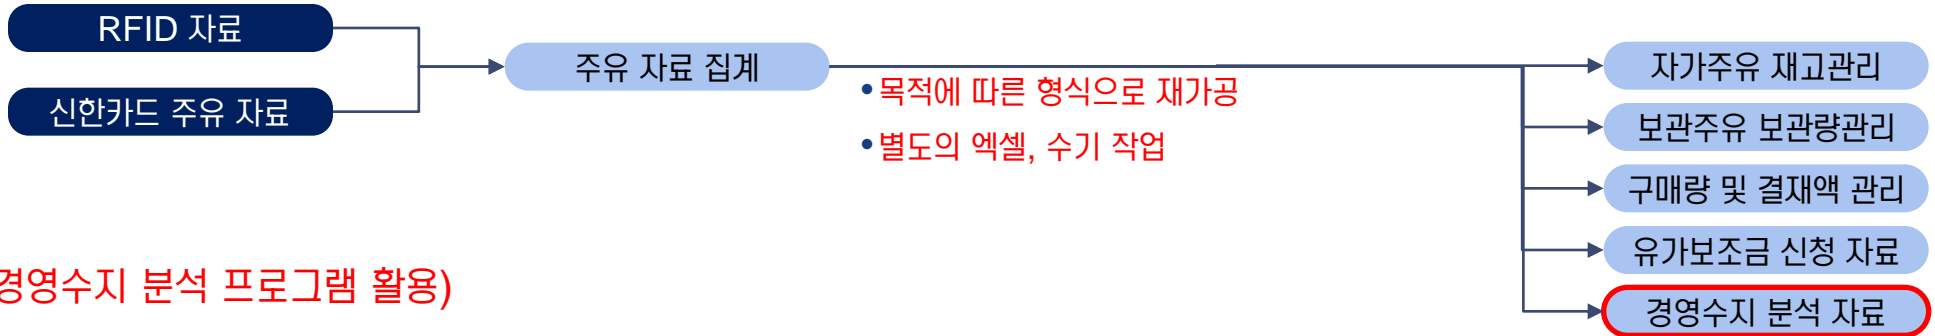 RFID 자료
신한카드 주유 자료
주유 자료 집계
•목적에 따른 형식으로 재가공
•별도의 엑셀, 수기 작업
자가주유 재고관리
보관주유 보관량관리
구매량 및 결재액 관리
유가보조금 신청 자료
경영수지 분석 자료
경영수지 분석 프로그램 활용)